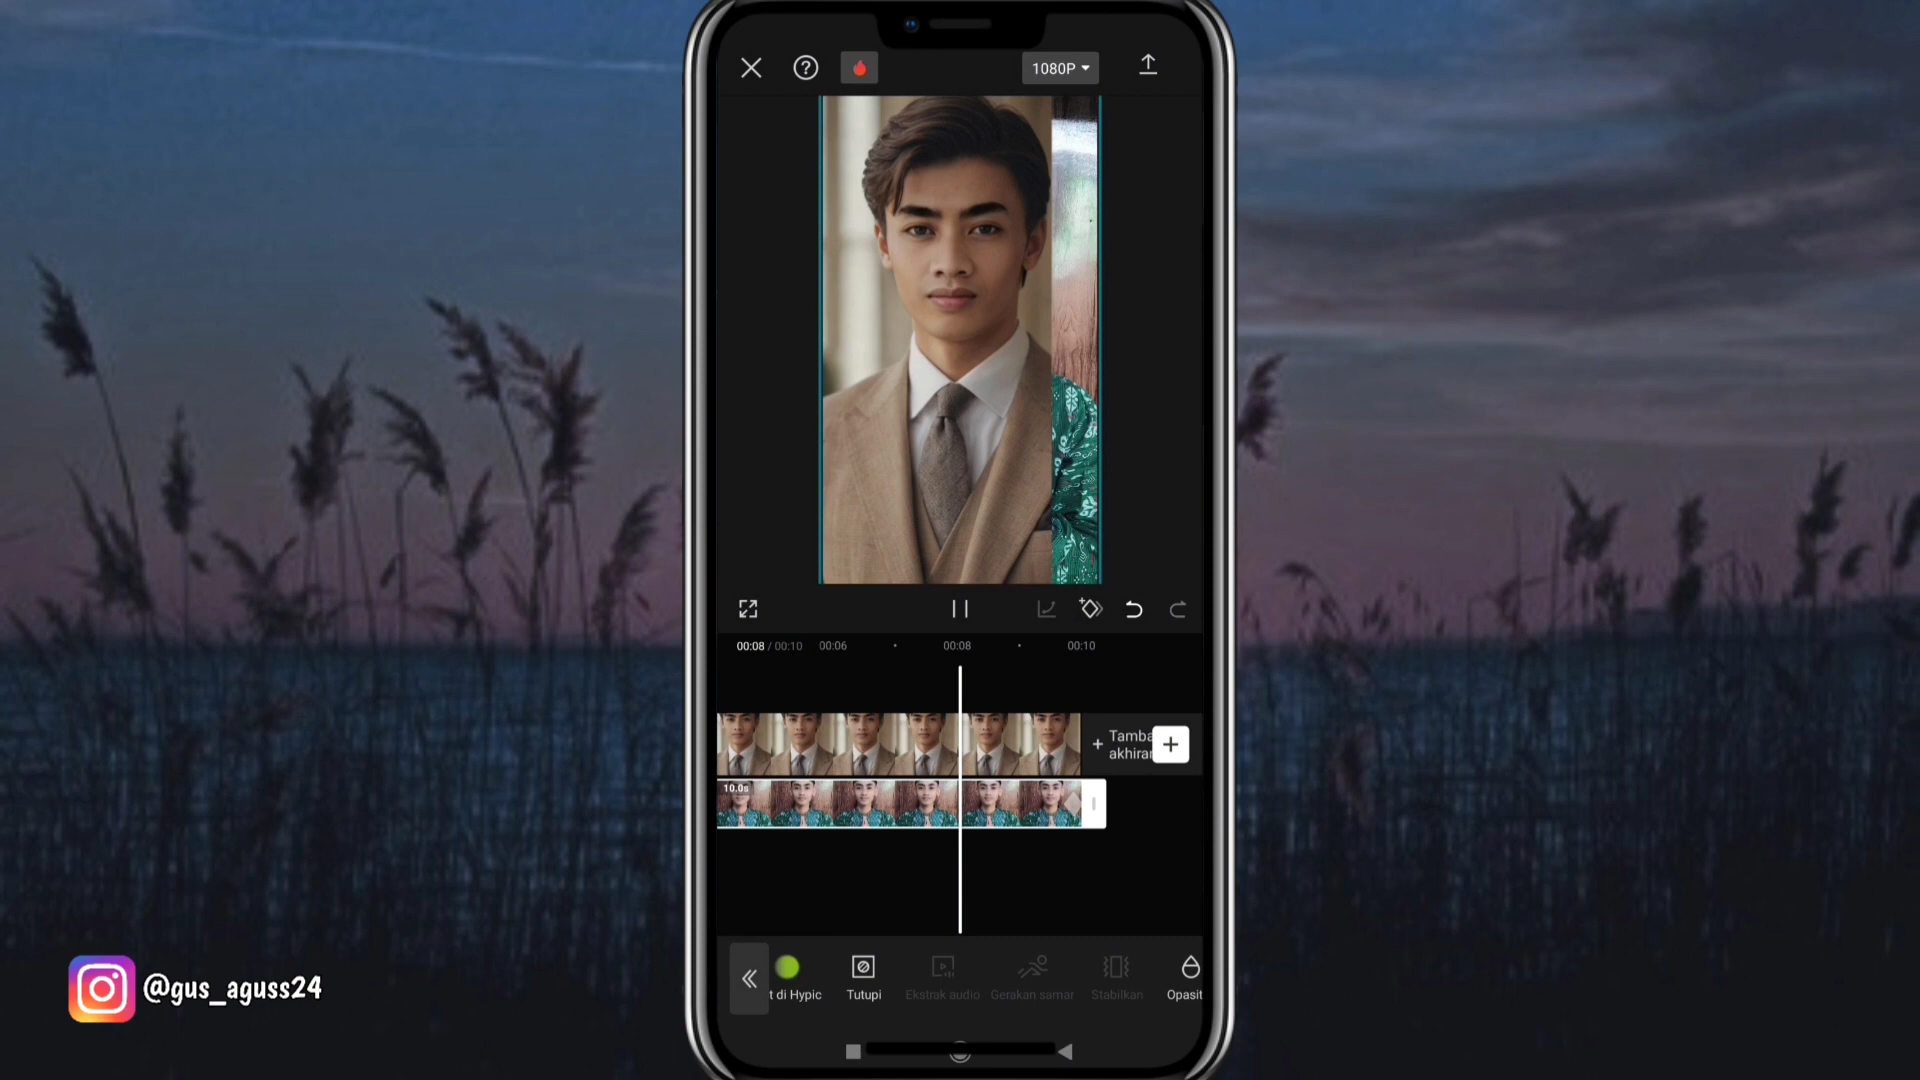 1080P
00:08 / 00:10
00:06
00:08
00:10
+ Tamba
akhiran
10.0s
t di Hypic
Tutupi
Ekstrak audio
Gerakan samar
Stabilkan
Opasit
@gus_aguss24